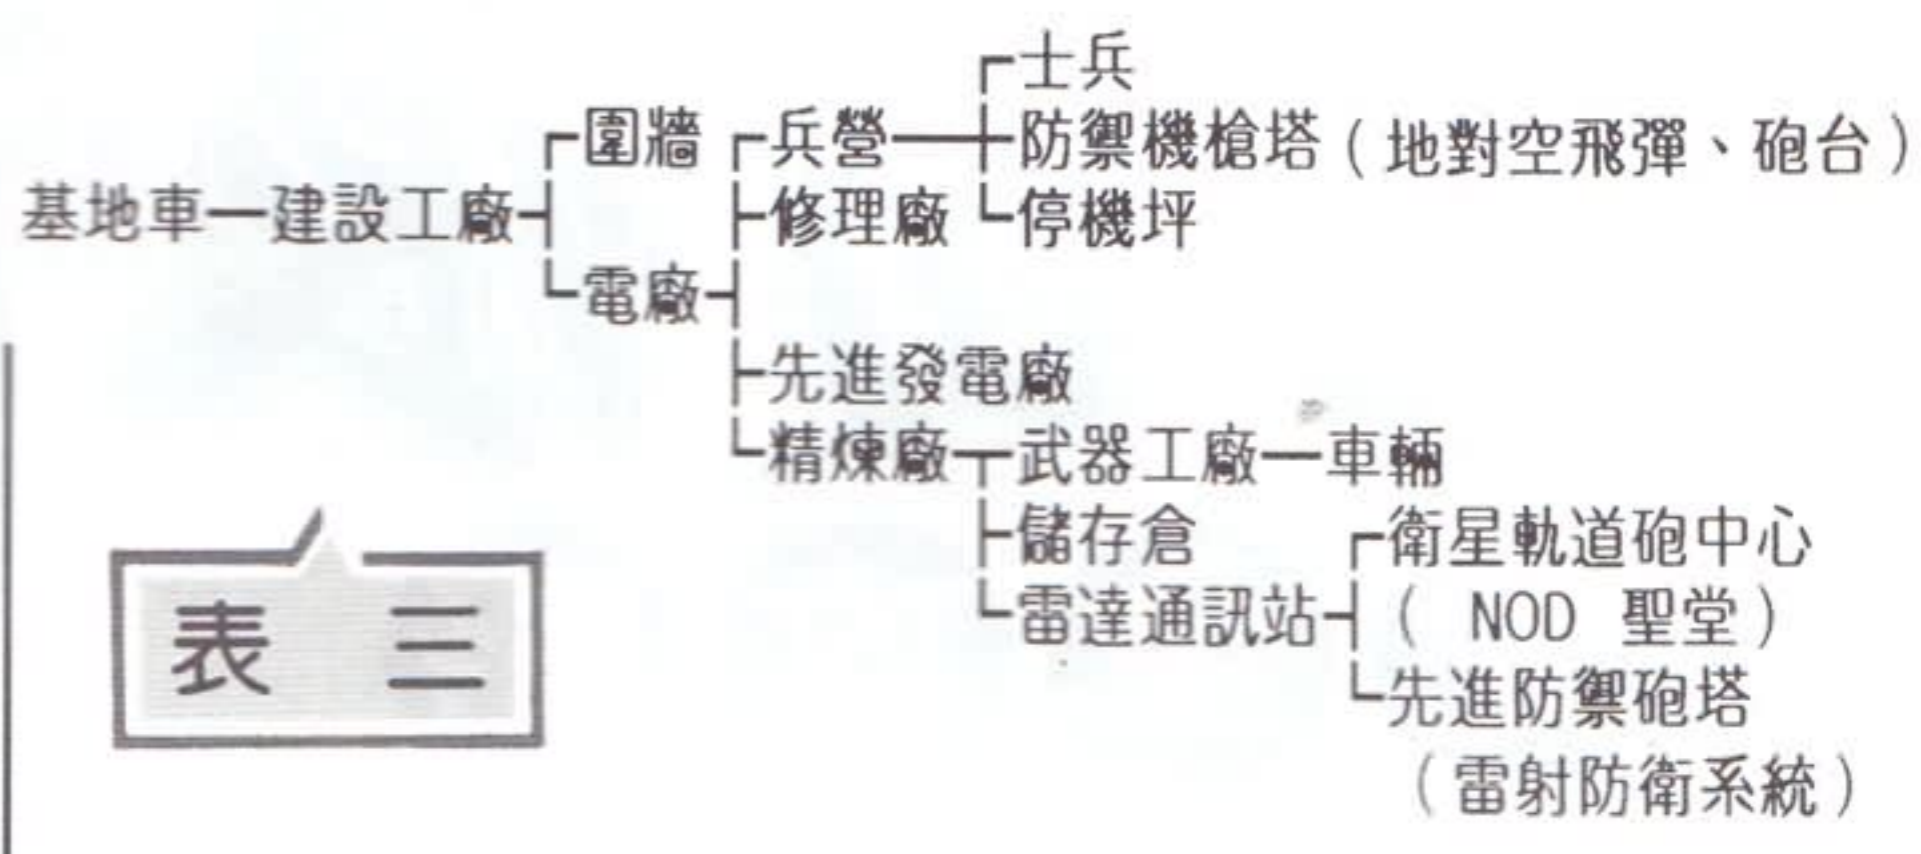 士兵
圍牆 兵營 防禦機槍塔(地對空飛彈、砲台)
基地車 建設工廠 修理廠 停機坪
電廠
先進發電廠
精煉廠 武器工廠 車輛
儲存倉 衛星軌道砲中心
雷達通訊站 ( NOD 聖堂)
先進防禦砲塔
(雷射防衛系統)
表 三